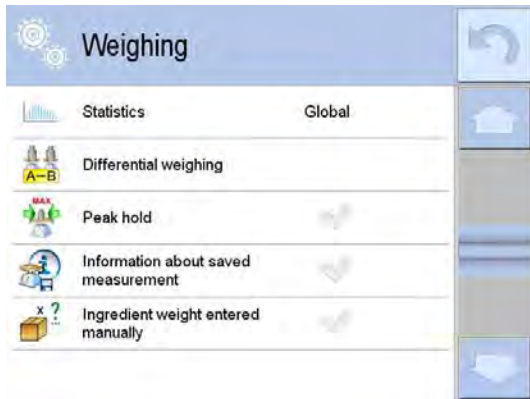 Weighing
Statistics Global
A-B
Differential weighing
MAX
Peak hold
Information about saved
measurement
x ?
Ingredient weight entered
manually